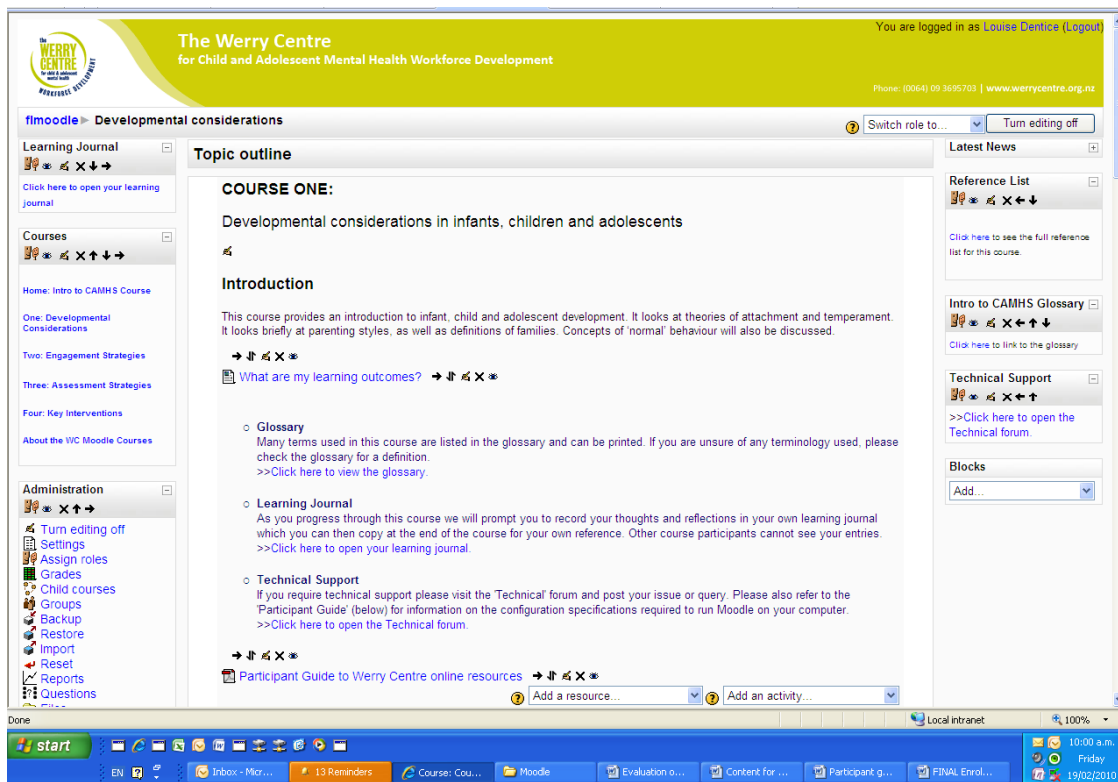 You are logged in as Louise Dentice (Logout)
the
WERRY
CENTRE
for child & adolescent
mental health
WORKFORCE DEVELOPMENT
The Werry Centre
for Child and Adolescent Mental Health Workforce Development
Phone: (0064) 09 3695703 | www.werrycentre.org.nz
flmoodle ► Developmental considerations
Switch role to...
Turn editing off
Learning Journal
Click here to open your learning
journal
Courses
Home: Intro to CAMHS Course
One: Developmental
Considerations
Two: Engagement Strategies
Three: Assessment Strategies
Four: Key Interventions
About the WC Moodle Courses
Administration
Turn editing off
Settings
Assign roles
Grades
Child courses
Groups
Backup
Restore
Import
Reset
Reports
Questions
Files
Topic outline
COURSE ONE:
Developmental considerations in infants, children and adolescents
Introduction
This course provides an introduction to infant, child and adolescent development. It looks at theories of attachment and temperament.
It looks briefly at parenting styles, as well as definitions of families. Concepts of 'normal' behaviour will also be discussed.
What are my learning outcomes?
Glossary
Many terms used in this course are listed in the glossary and can be printed. If you are unsure of any terminology used, please
check the glossary for a definition.
>>Click here to view the glossary.
Learning Journal
As you progress through this course we will prompt you to record your thoughts and reflections in your own learning journal
which you can then copy at the end of the course for your own reference. Other course participants cannot see your entries.
>>Click here to open your learning journal.
Technical Support
If you require technical support please visit the 'Technical' forum and post your issue or query. Please also refer to the
'Participant Guide' (below) for information on the configuration specifications required to run Moodle on your computer.
>>Click here to open the Technical forum.
Participant Guide to Werry Centre online resources
Add a resource...
Add an activity...
Latest News
Reference List
Click here to see the full reference
list for this course.
Intro to CAMHS Glossary
Click here to link to the glossary
Technical Support
>>Click here to open the
Technical forum.
Blocks
Add...
Done
Local intranet
100%
start
EN
Inbox - Micr...
13 Reminders
Course: Cou...
Moodle
Evaluation o...
Content for ...
Participant g...
FINAL Enrol...
10:00 a.m.
Friday
19/02/2010